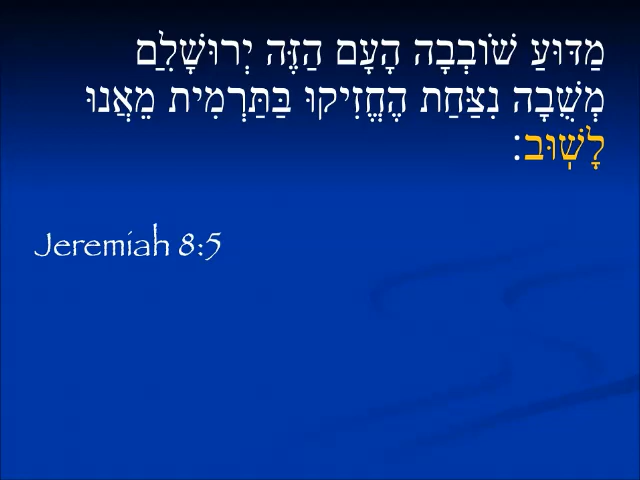 מַדּוּעַ שׁוֹבְבָה הָעָם הַזֶּה יְרוּשָׁלִַם
מְשֻׁבָה נִצַּחַת הֶחֱזִיקוּ בַּתַּרְמִית מֵאֲנוּ
לָשֽׁוּב׃
Jeremiah 8:5